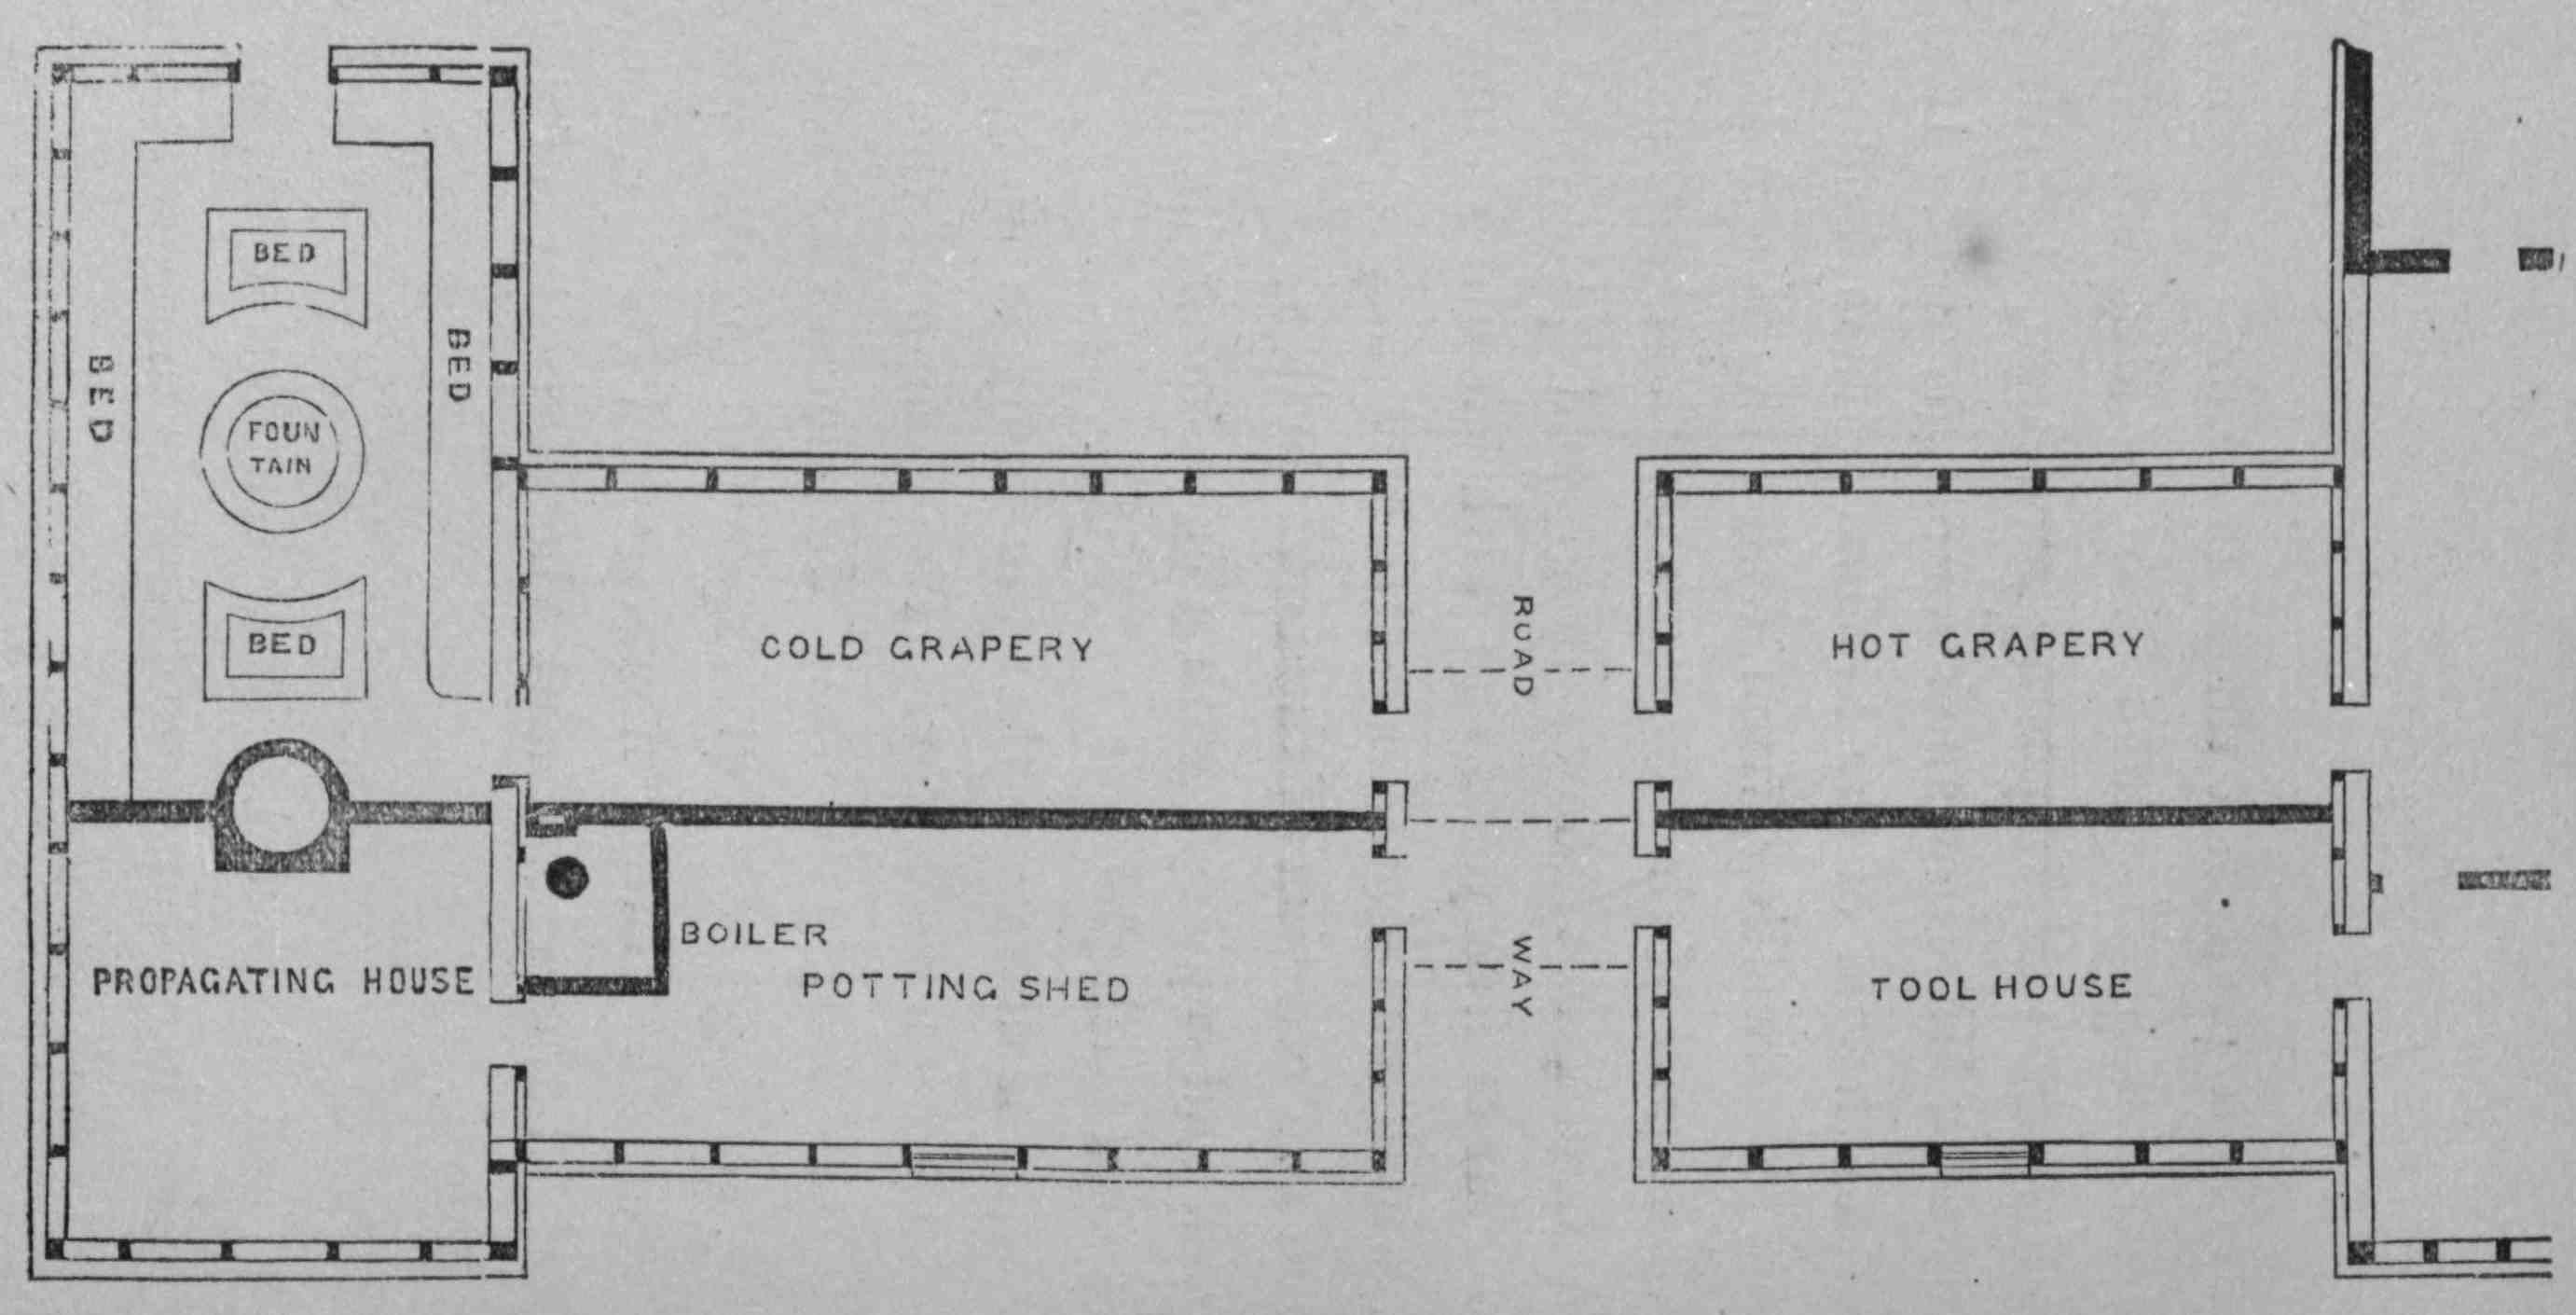 BED
BED
BED
FOUN
TAIN
BED
COLD GRAPERY
ROAD
HOT GRAPERY
PROPAGATING HOUSE
BOILER
POTTING SHED
WAY
TOOL HOUSE